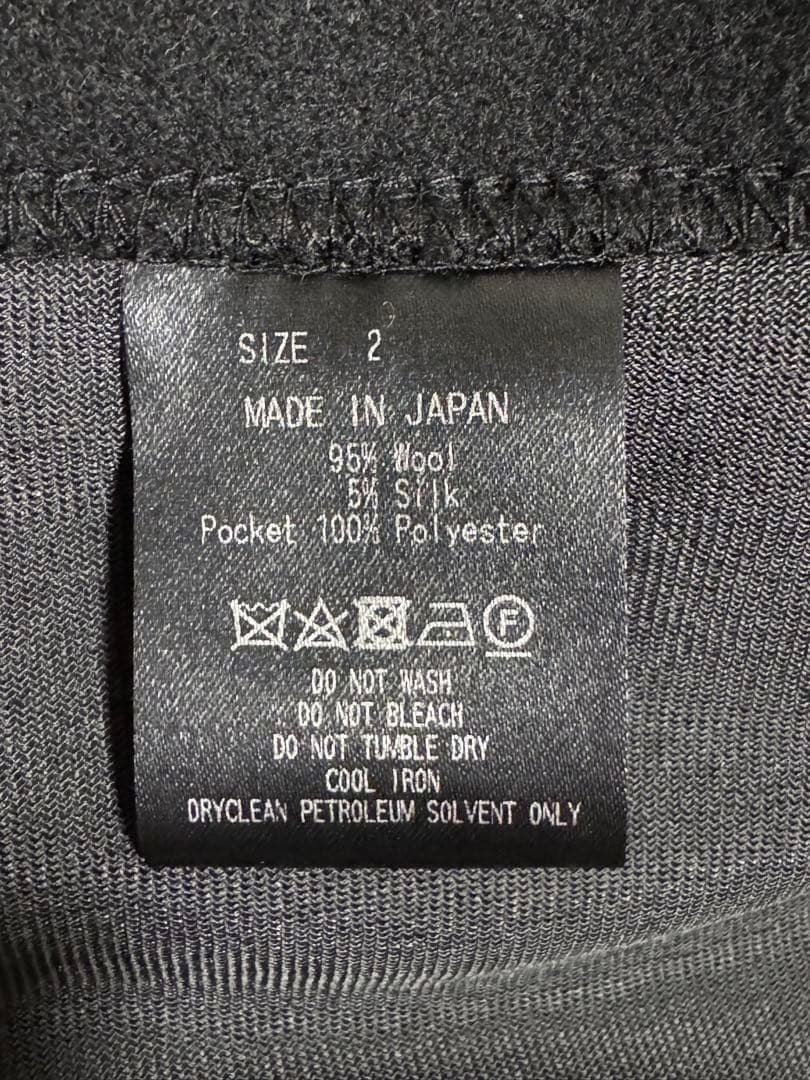 SIZE 2
MADE IN JAPAN
95% Wool
5% Silk
Pocket 100% Polyester
F
DO NOT WASH
DO NOT BLEACH
DO NOT TUMBLE DRY
COOL IRON
DRYCLEAN PETROLEUM SOLVENT ONLY